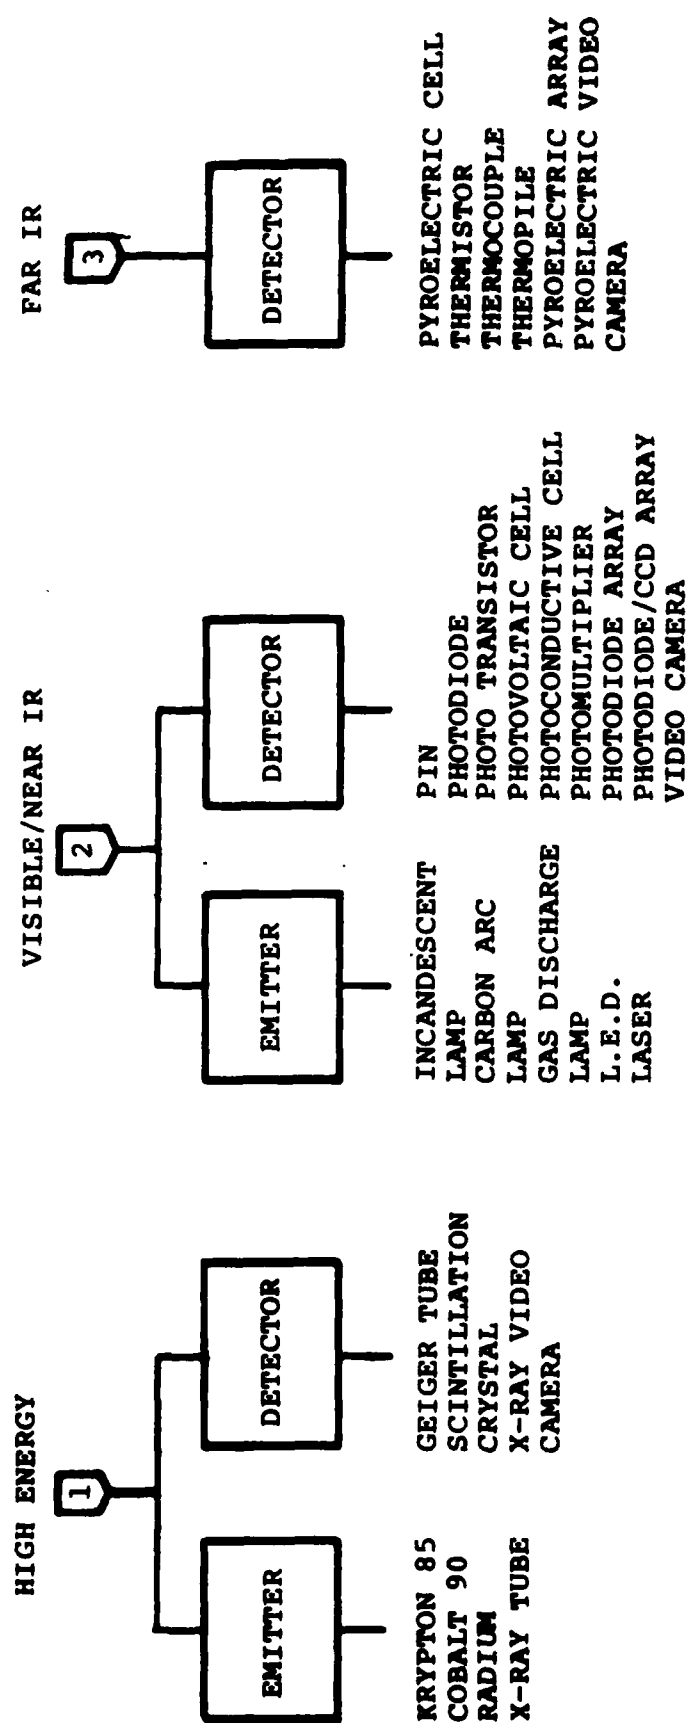 HIGH ENERGY
1
EMITTER
KRYPTON 85
COBALT 90
RADIUM
X-RAY TUBE
DETECTOR
GEIGER TUBE
SCINTILLATION
CRYSTAL
X-RAY VIDEO
CAMERA
VISIBLE/NEAR IR
2
EMITTER
INCANDESCENT
LAMP
CARBON ARC
LAMP
GAS DISCHARGE
LAMP
L.E.D.
LASER
DETECTOR
PIN
PHOTODIODE
PHOTO TRANSISTOR
PHOTOVOLTAIC CELL
PHOTOCONDUCTIVE CELL
PHOTOMULTIPLIER
PHOTODIODE ARRAY
PHOTODIODE/CCD ARRAY
VIDEO CAMERA
FAR IR
3
DETECTOR
PYROELECTRIC CELL
THERMISTOR
THERMOCOUPLE
THERMOPILE
PYROELECTRIC ARRAY
PYROELECTRIC VIDEO
CAMERA